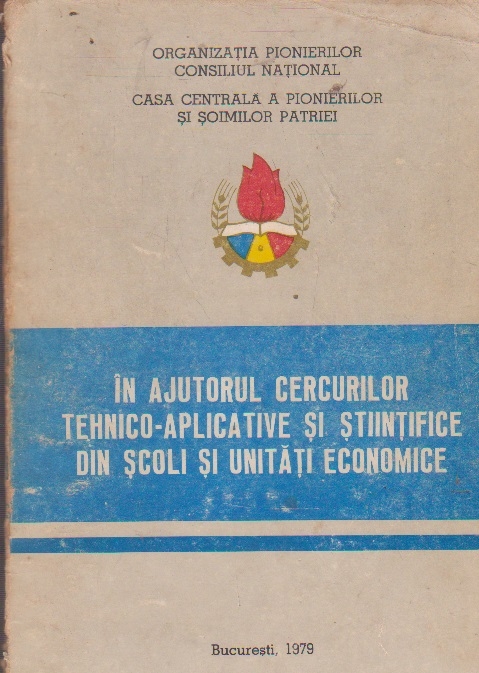 ORGANIZAȚIA PIONIERILOR
CONSILIUL NAȚIONAL
CASA CENTRALĂ A PIONIERILOR
ȘI ȘOIMILOR PATRIEI
ÎN AJUTORUL CERCURILOR
TEHNICO-APLICATIVE ȘI ȘTIINȚIFICE
DIN ȘCOLI ȘI UNITĂȚI ECONOMICE
București, 1979